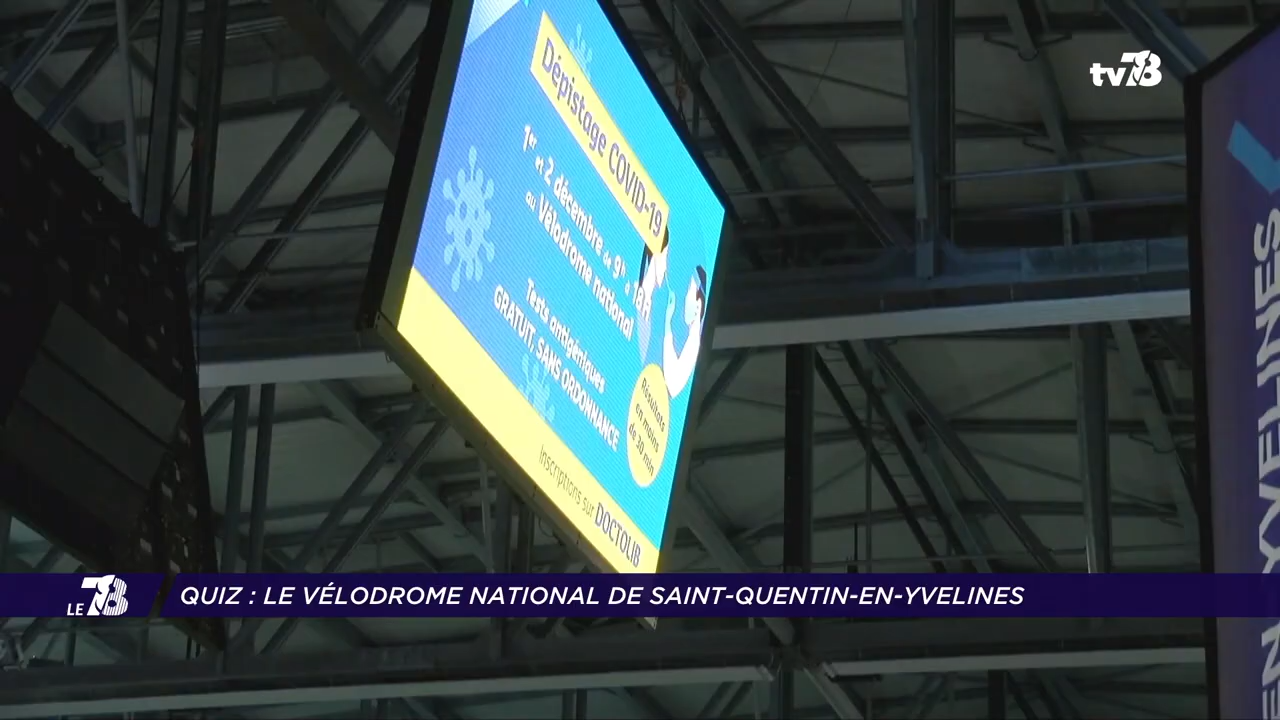 tv78
Dépistage COVID-19
1er et 2 décembre de 9h à 18h
au Vélodrome national
Tests antigéniques
GRATUIT, SANS ORDONNANCE
Résultats
en moins
de 30 min
Inscriptions sur DOCTOLIB
EN-YVELINES
LE 78
QUIZ : LE VÉLODROME NATIONAL DE SAINT-QUENTIN-EN-YVELINES